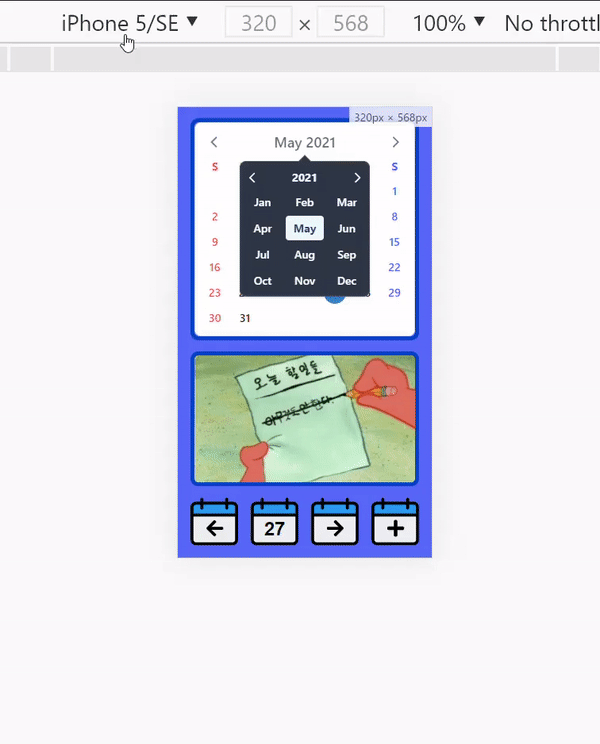 iPhone 5/SE ▼ 320 × 568 100% ▼ No throttl
320px × 568px
May 2021
S S
2021
1
Jan Feb Mar
2 Apr May Jun 8
9 Jul Aug Sep 15
16 22
Oct Nov Dec
23 29
30 31
오늘 할일들
아무것도 안 한다.
27